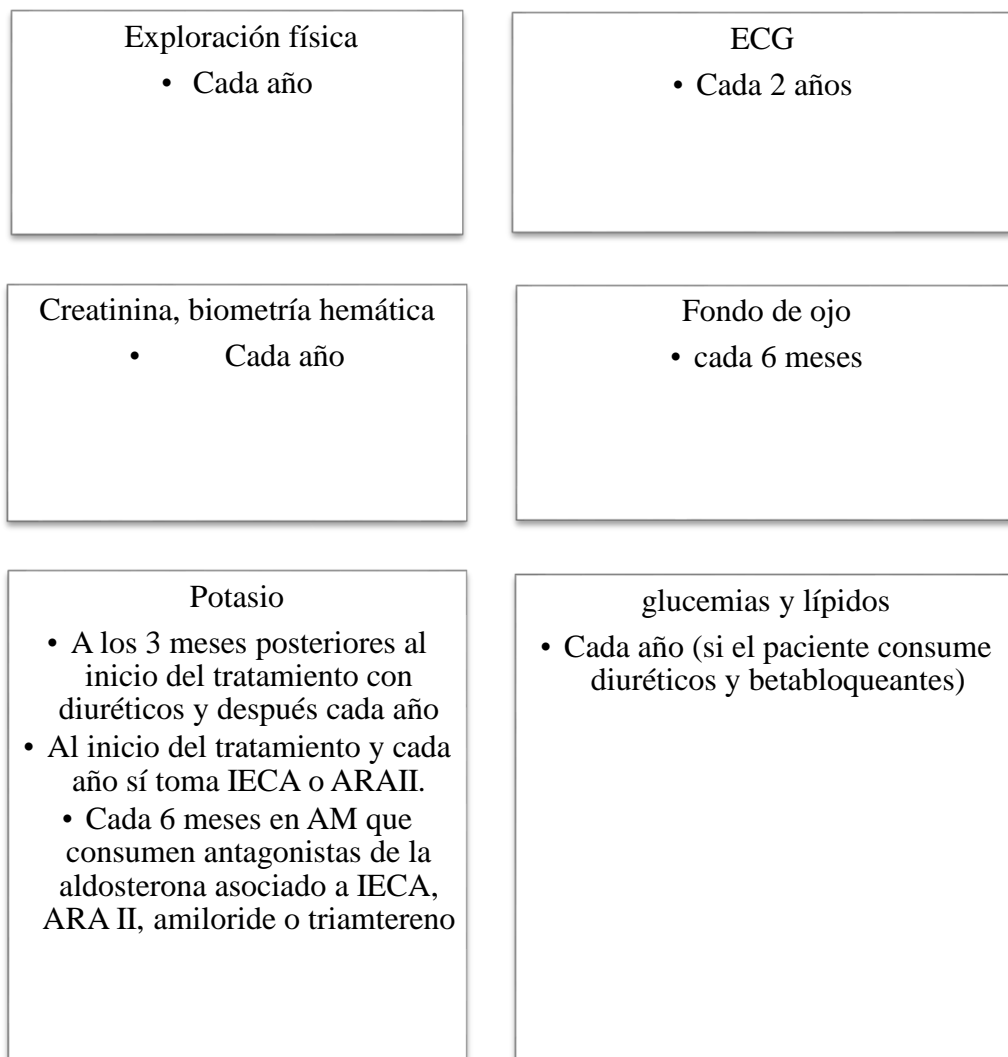 Exploración física
• Cada año
ECG
• Cada 2 años
Creatinina, biometría hemática
• Cada año
Fondo de ojo
• cada 6 meses
Potasio
• A los 3 meses posteriores al
inicio del tratamiento con
diuréticos y después cada año
• Al inicio del tratamiento y cada
año sí toma IECA o ARAII.
• Cada 6 meses en AM que
consumen antagonistas de la
aldosterona asociado a IECA,
ARA II, amiloride o triamtereno
glucemias y lípidos
• Cada año (si el paciente consume
diuréticos y betabloqueantes)